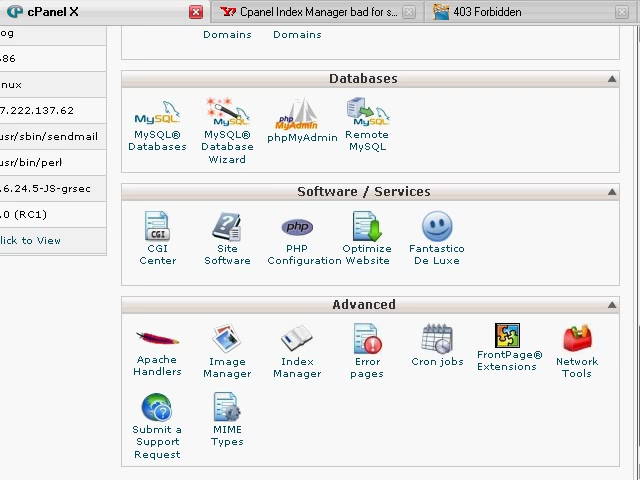 cPanel X
Cpanel Index Manager bad for s...
403 Forbidden
Domains
Domains
og
86
nux
7.222.137.62
usr/sbin/sendmail
usr/bin/perl
.6.24.5-JS-grsec
.0 (RC1)
lick to View
Databases
MySQL
MySQL
php
MyAdmin
MySQL
MySQL®
Databases
MySQL®
Database
Wizard
phpMyAdmin
Remote
MySQL
Software / Services
CGI
php
CGI
Center
Site
Software
PHP
Configuration
Optimize
Website
Fantastico
De Luxe
Advanced
Apache
Handlers
Image
Manager
Index
Manager
Error
pages
Cron jobs
FrontPage®
Extensions
Network
Tools
Submit a
Support
Request
MIME
Types